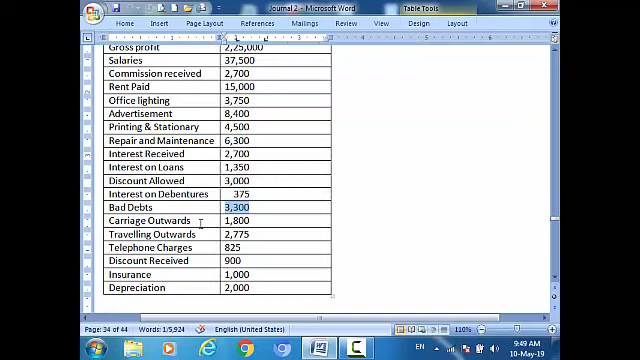 Journal 2 - Microsoft Word
Table Tools
Home Insert Page Layout References Mailings Review View Design Layout
Gross profit 2,25,000
Salaries 37,500
Commission received 2,700
Rent Paid 15,000
Office lighting 3,750
Advertisement 8,400
Printing & Stationary 4,500
Repair and Maintenance 6,300
Interest Received 2,700
Interest on Loans 1,350
Discount Allowed 3,000
Interest on Debentures 375
Bad Debts 3,300
Carriage Outwards 1,800
Travelling Outwards 2,775
Telephone Charges 825
Discount Received 900
Insurance 1,000
Depreciation 2,000
Page: 34 of 44 Words: 1/5,924 English (United States) 110%
EN 9:49 AM
10-May-19